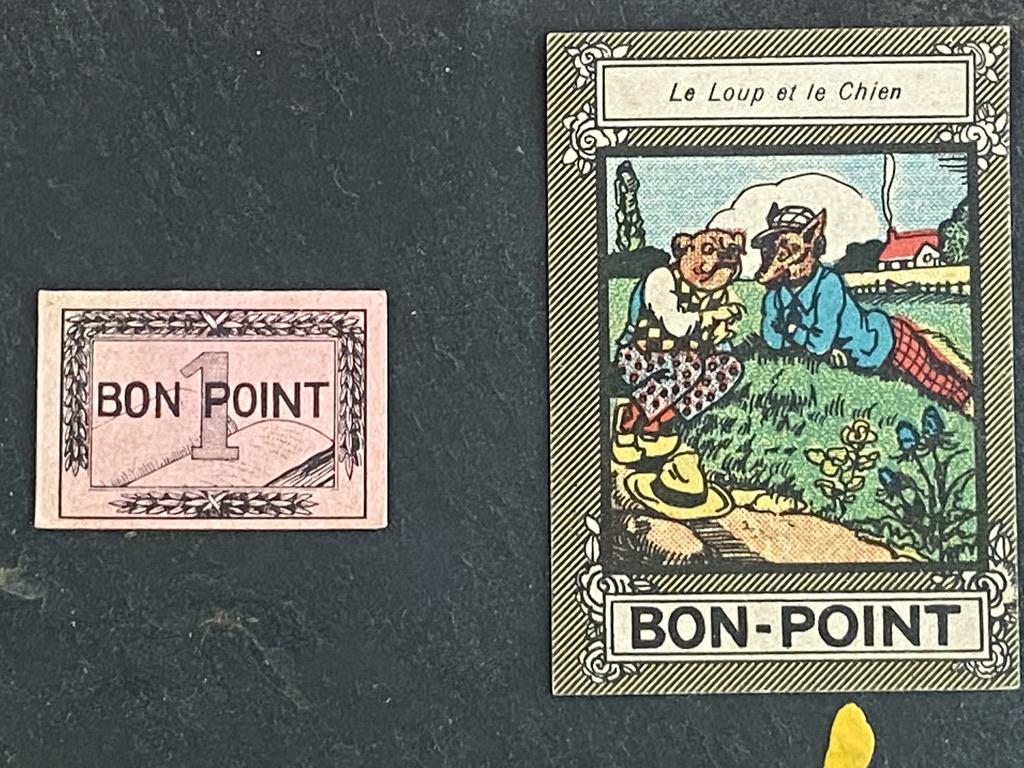 BON POINT
1
Le Loup et le Chien
BON-POINT